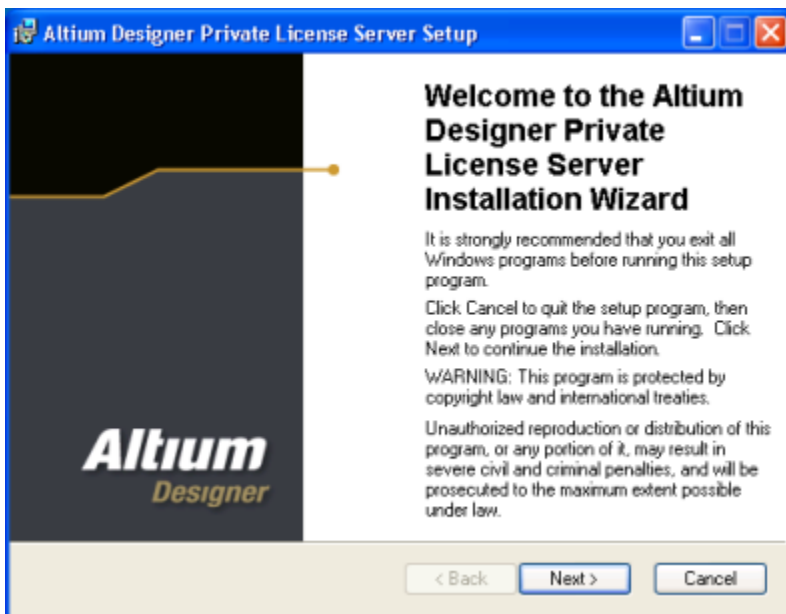 Altium Designer Private License Server Setup
Welcome to the Altium
Designer Private
License Server
Installation Wizard
It is strongly recommended that you exit all
Windows programs before running this setup
program.
Click Cancel to quit the setup program, then
close any programs you have running.  Click
Next to continue the installation.
WARNING: This program is protected by
copyright law and international treaties.
Unauthorized reproduction or distribution of this
program, or any portion of it, may result in
severe civil and criminal penalties, and will be
prosecuted to the maximum extent possible
under law.
Altium
Designer
< Back
Next >
Cancel